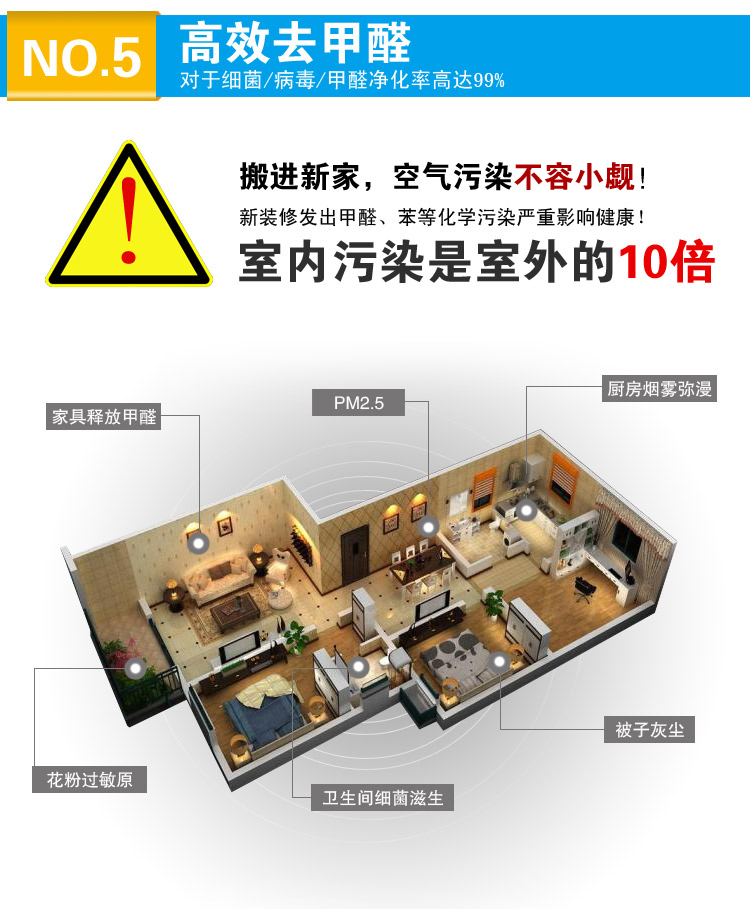 NO.5
高效去甲醛
对于细菌/病毒/甲醛净化率高达99%
搬进新家，空气污染不容小觑！
新装修发出甲醛、苯等化学污染严重影响健康！
室内污染是室外的10倍
厨房烟雾弥漫
PM2.5
家具释放甲醛
被子灰尘
花粉过敏原
卫生间细菌滋生